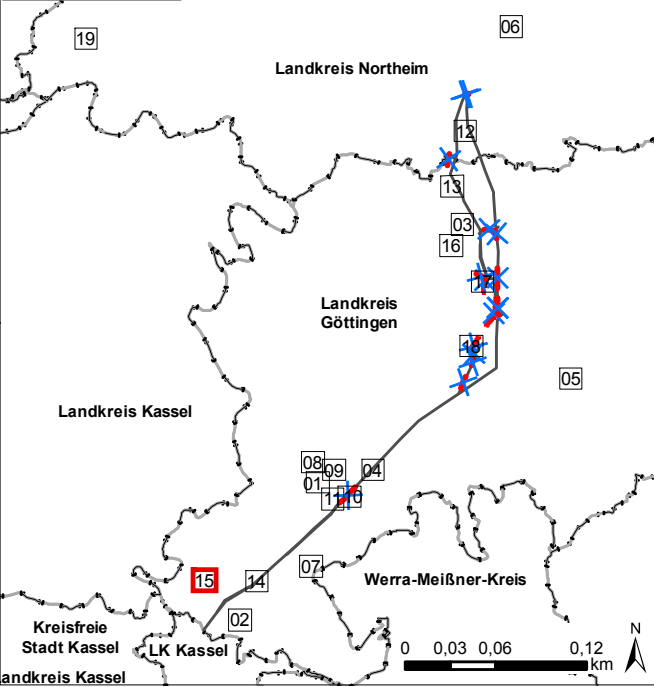 06
19
Landkreis Northeim
12
13
03
16
17
Landkreis
Göttingen
18
05
Landkreis Kassel
08
09
04
01
11
10
07
15
14
Werra-Meißner-Kreis
02
Kreisfreie
Stadt Kassel
LK Kassel
andkreis Kassel
0 0,03 0,06 0,12
km
N